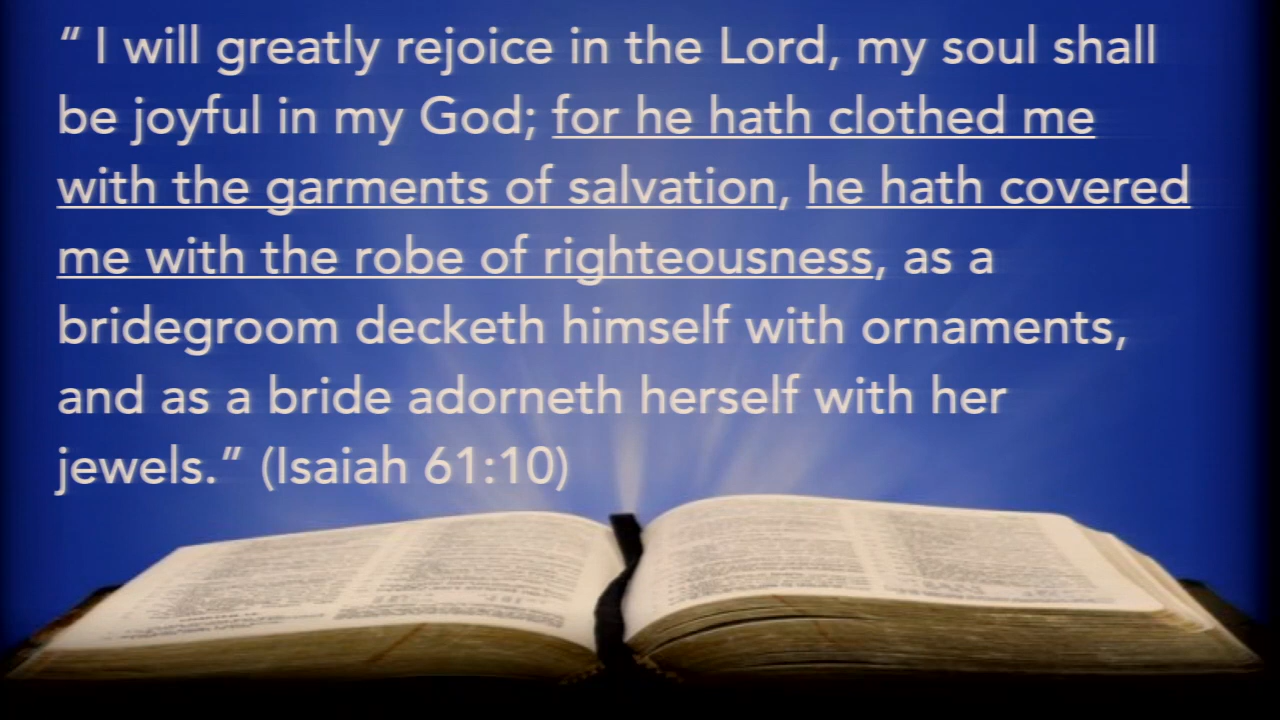 “ I will greatly rejoice in the Lord, my soul shall
be joyful in my God; for he hath clothed me
with the garments of salvation, he hath covered
me with the robe of righteousness, as a
bridegroom decketh himself with ornaments,
and as a bride adorneth herself with her
jewels.” (Isaiah 61:10)